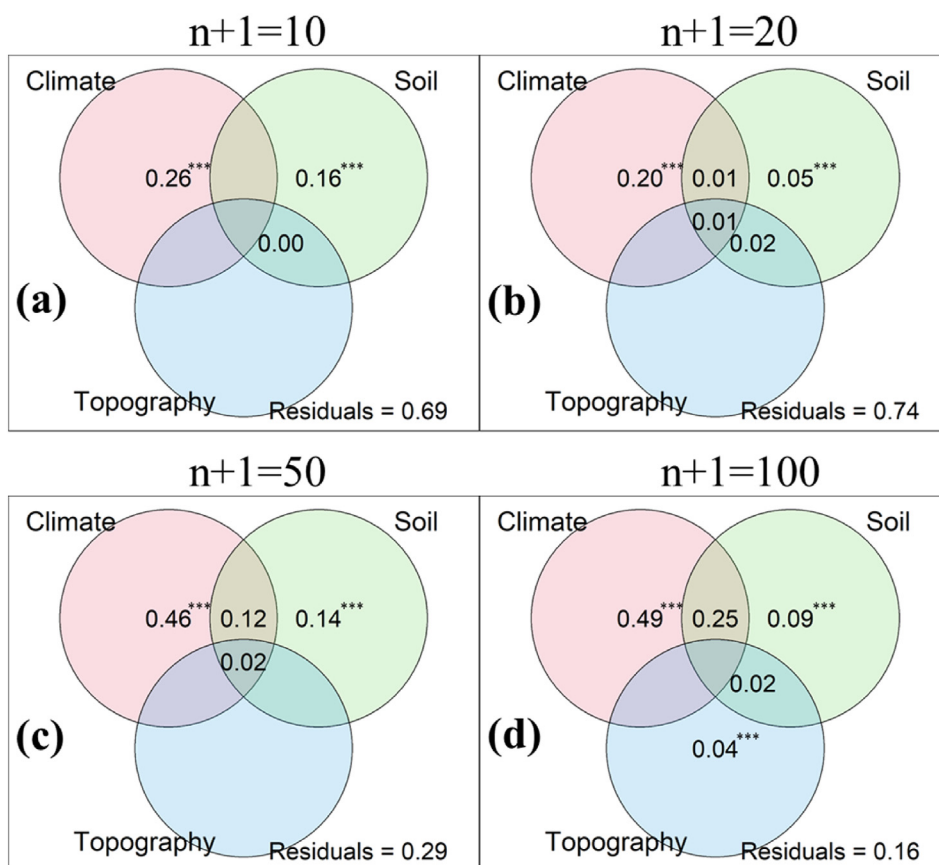 n+1=10
Climate
Soil
0.26***
0.16***
0.00
(a)
Topography
Residuals = 0.69
n+1=20
Climate
Soil
0.20***
0.01
0.05***
0.01
0.02
(b)
Topography
Residuals = 0.74
n+1=50
Climate
Soil
0.46***
0.12
0.14***
0.02
(c)
Topography
Residuals = 0.29
n+1=100
Climate
Soil
0.49***
0.25
0.09***
0.02
(d)
0.04***
Topography
Residuals = 0.16